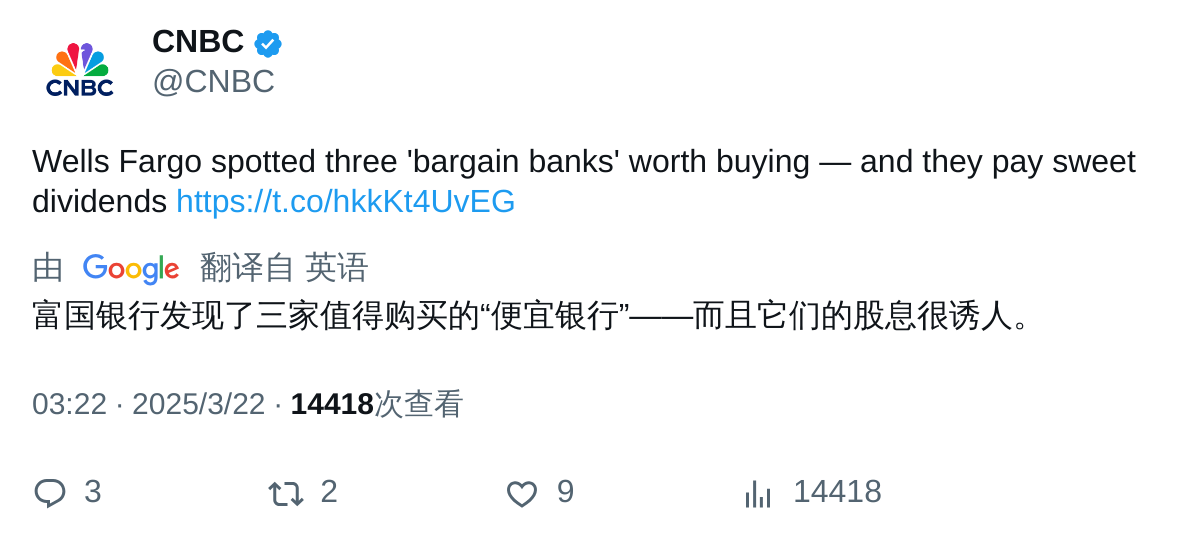 CNBC
CNBC
@CNBC
Wells Fargo spotted three 'bargain banks' worth buying — and they pay sweet
dividends https://t.co/hkkKt4UvEG
由 Google 翻译自 英语
富国银行发现了三家值得购买的“便宜银行”——而且它们的股息很诱人。
03:22 · 2025/3/22 · 14418次查看
3 2 9 14418